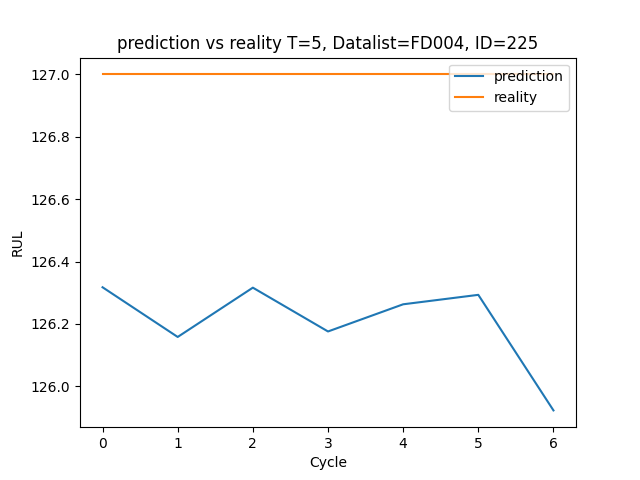 prediction vs reality T=5, Datalist=FD004, ID=225
127.0
126.8
126.6
126.4
126.2
126.0
RUL
prediction
reality
0 1 2 3 4 5 6
Cycle